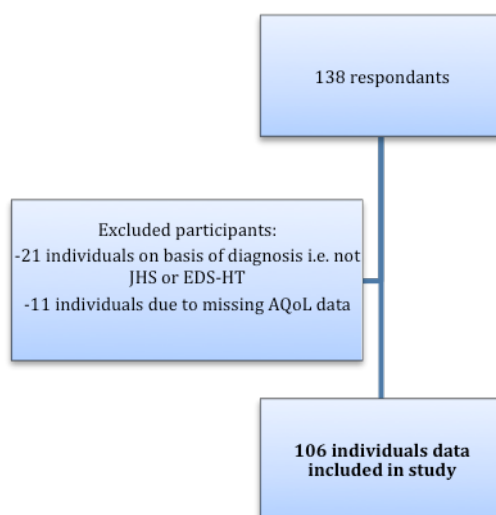 138 respondants
Excluded participants:
-21 individuals on basis of diagnosis i.e. not
JHS or EDS-HT
-11 individuals due to missing AQoL data
106 individuals data
included in study